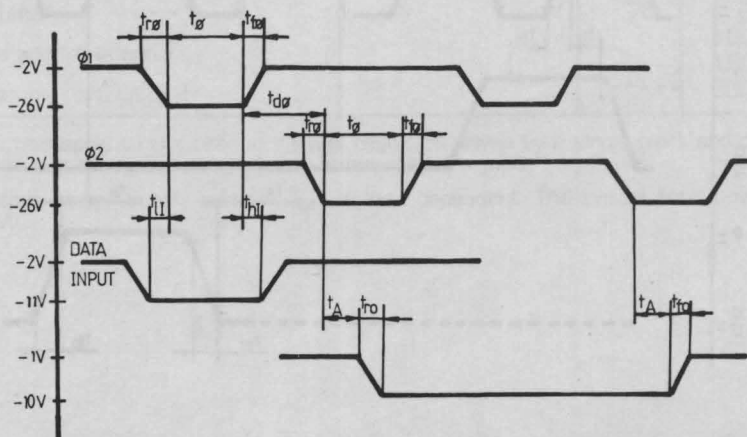 trø tø tfø
ø1
-2V
-26V
tdø
trø tø tfø
ø2
-2V
-26V
tlI thI
DATA
INPUT
-2V
-11V
tA tro tA tfo
-1V
-10V